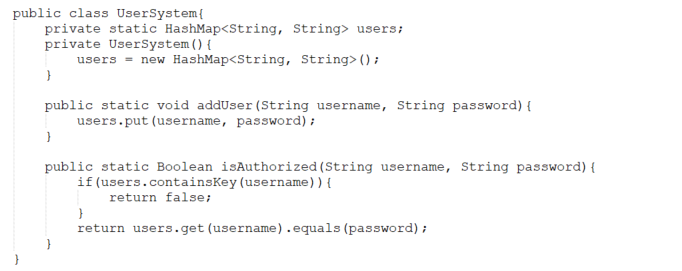 public class UserSystem{
    private static HashMap<String, String> users;
    private UserSystem(){
        users = new HashMap<String, String>();
    }

    public static void addUser(String username, String password){
        users.put(username, password);
    }

    public static Boolean isAuthorized(String username, String password){
        if(users.containsKey(username)){
            return false;
        }
        return users.get(username).equals(password);
    }
}